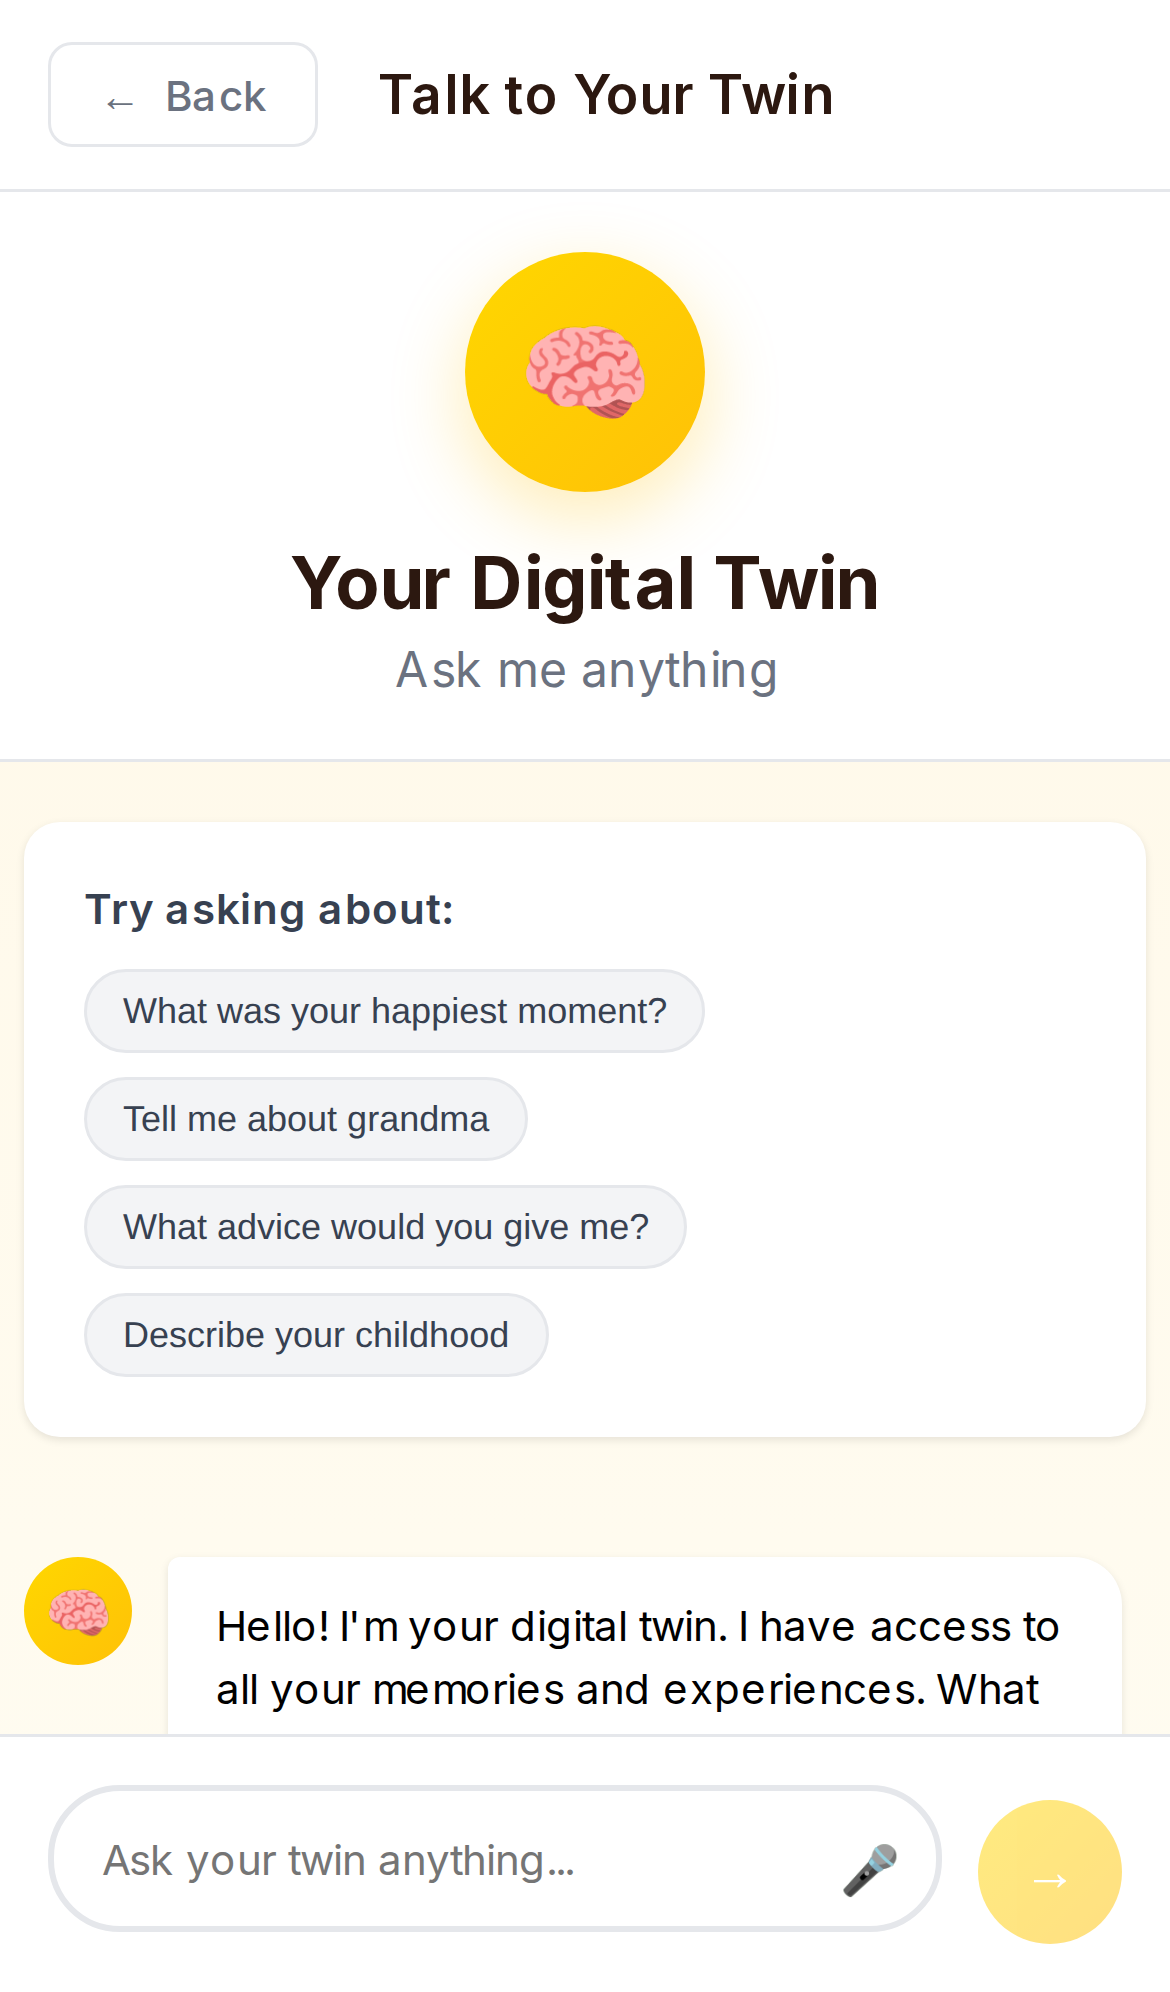 ← Back
Talk to Your Twin
Your Digital Twin
Ask me anything
Try asking about:
What was your happiest moment?
Tell me about grandma
What advice would you give me?
Describe your childhood
Hello! I'm your digital twin. I have access to
all your memories and experiences. What
Ask your twin anything...
→